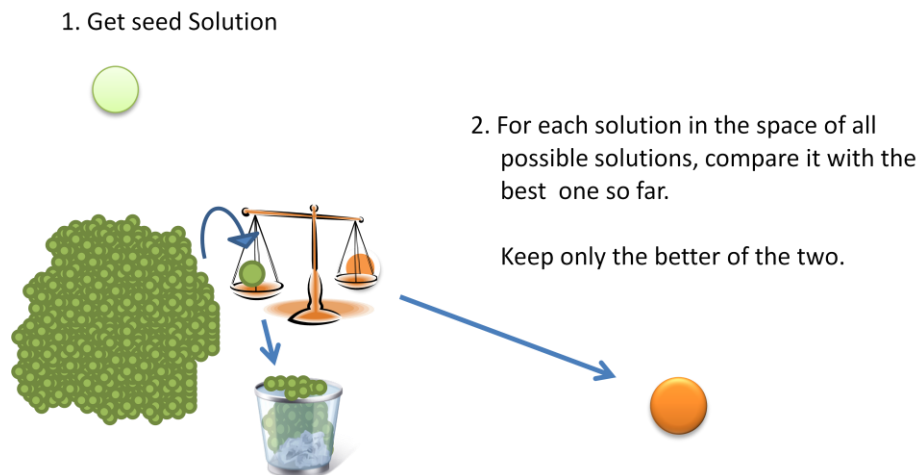 1. Get seed Solution
2. For each solution in the space of all
possible solutions, compare it with the
best one so far.
Keep only the better of the two.